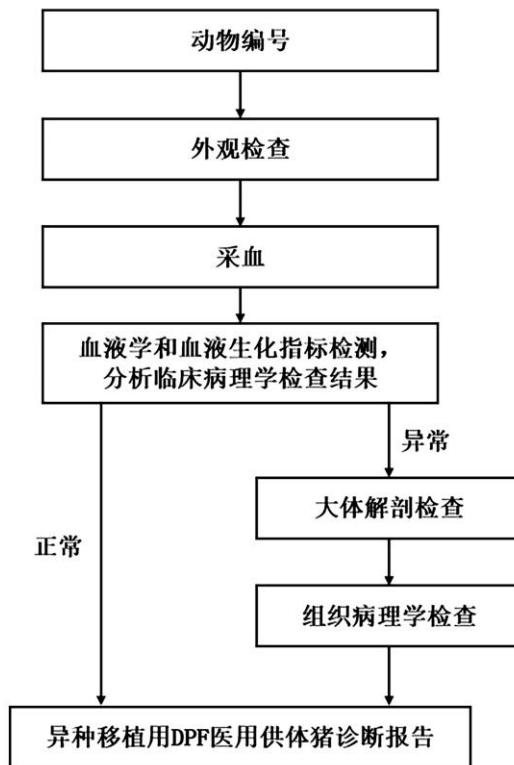 动物编号
外观检查
采血
血液学和血液生化指标检测，
分析临床病理学检查结果
异常
大体解剖检查
正常
组织病理学检查
异种移植用DPF医用供体猪诊断报告